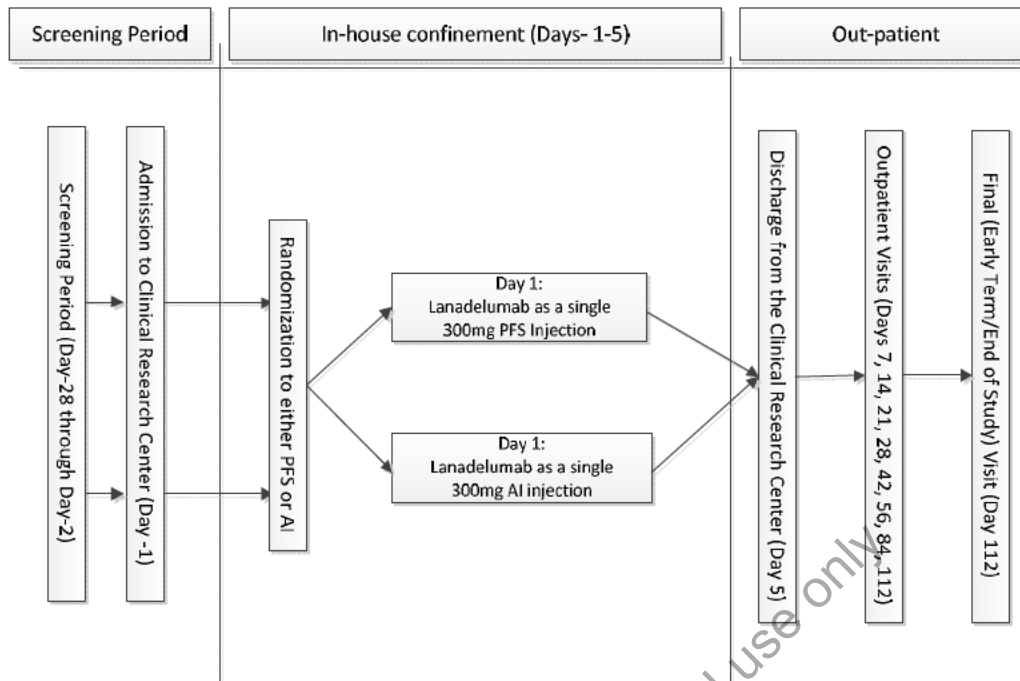 Screening Period
In-house confinement (Days- 1-5)
Out-patient
Screening Period (Day-28 through Day-2)
Admission to Clinical Research Center (Day -1)
Randomization to either PFS or AI
Day 1:
Lanadelumab as a single
300mg PFS Injection
Day 1:
Lanadelumab as a single
300mg AI injection
Discharge from the Clinical Research Center (Day 5)
Outpatient Visits (Days 7, 14, 21, 28, 42, 56, 84, 112)
Final (Early Term/End of Study) Visit (Day 112)
use only